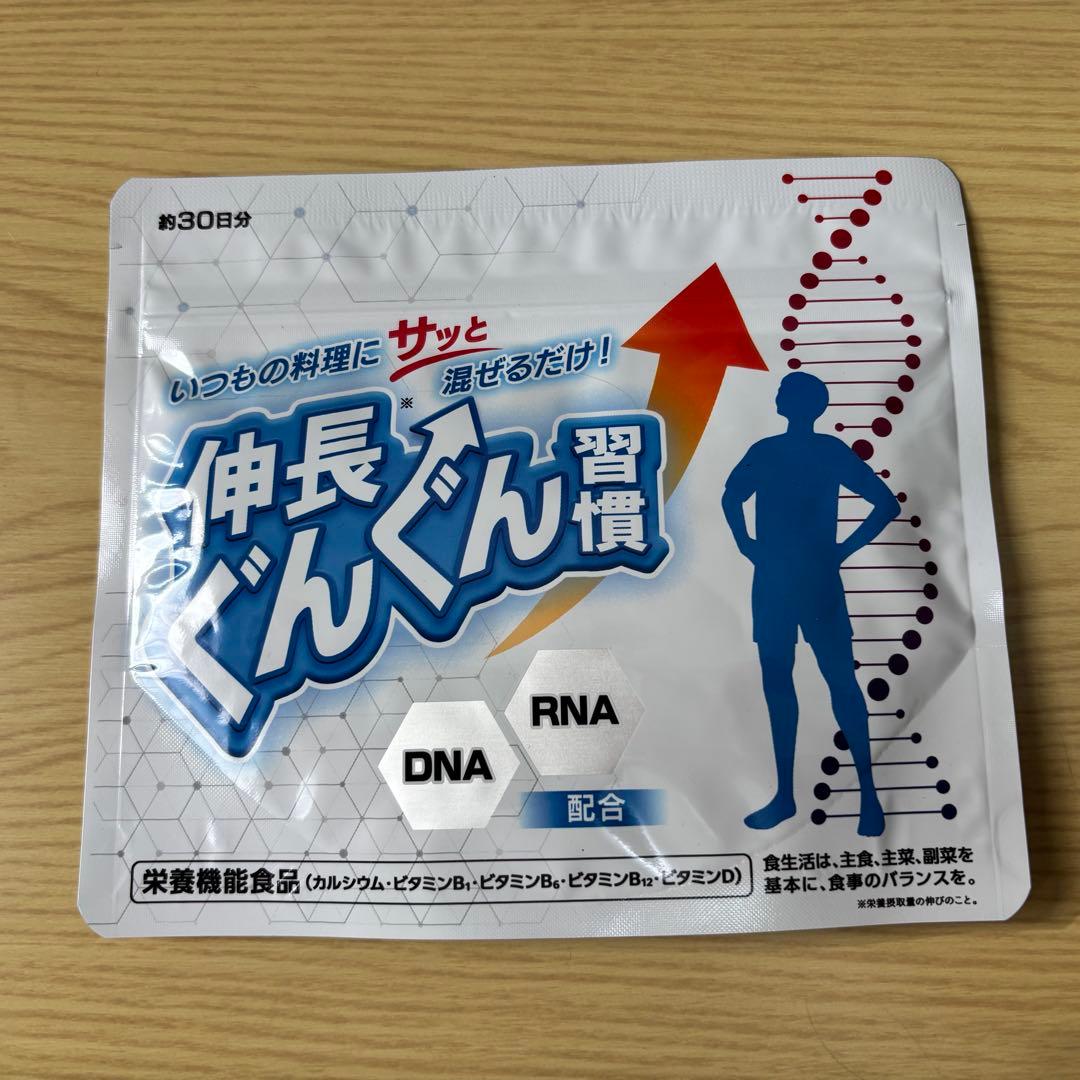 約30日分
いつもの料理にサッと混ぜるだけ！
伸長※
ぐんぐん習慣
DNA
RNA
配合
栄養機能食品（カルシウム・ビタミンB₁・ビタミンB₆・ビタミンB₁₂・ビタミンD）
食生活は、主食、主菜、副菜を
基本に、食事のバランスを。
※栄養摂取量の伸びのこと。